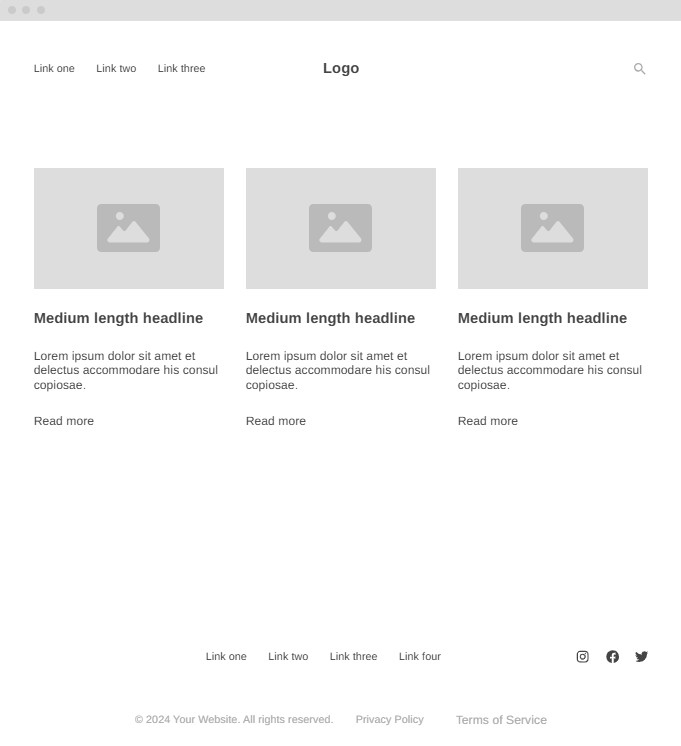 Link one Link two Link three Logo
Medium length headline Medium length headline Medium length headline
Lorem ipsum dolor sit amet et Lorem ipsum dolor sit amet et Lorem ipsum dolor sit amet et
delectus accommodare his consul delectus accommodare his consul delectus accommodare his consul
copiosae. copiosae. copiosae.
Read more Read more Read more
Link one Link two Link three Link four
© 2024 Your Website. All rights reserved. Privacy Policy Terms of Service